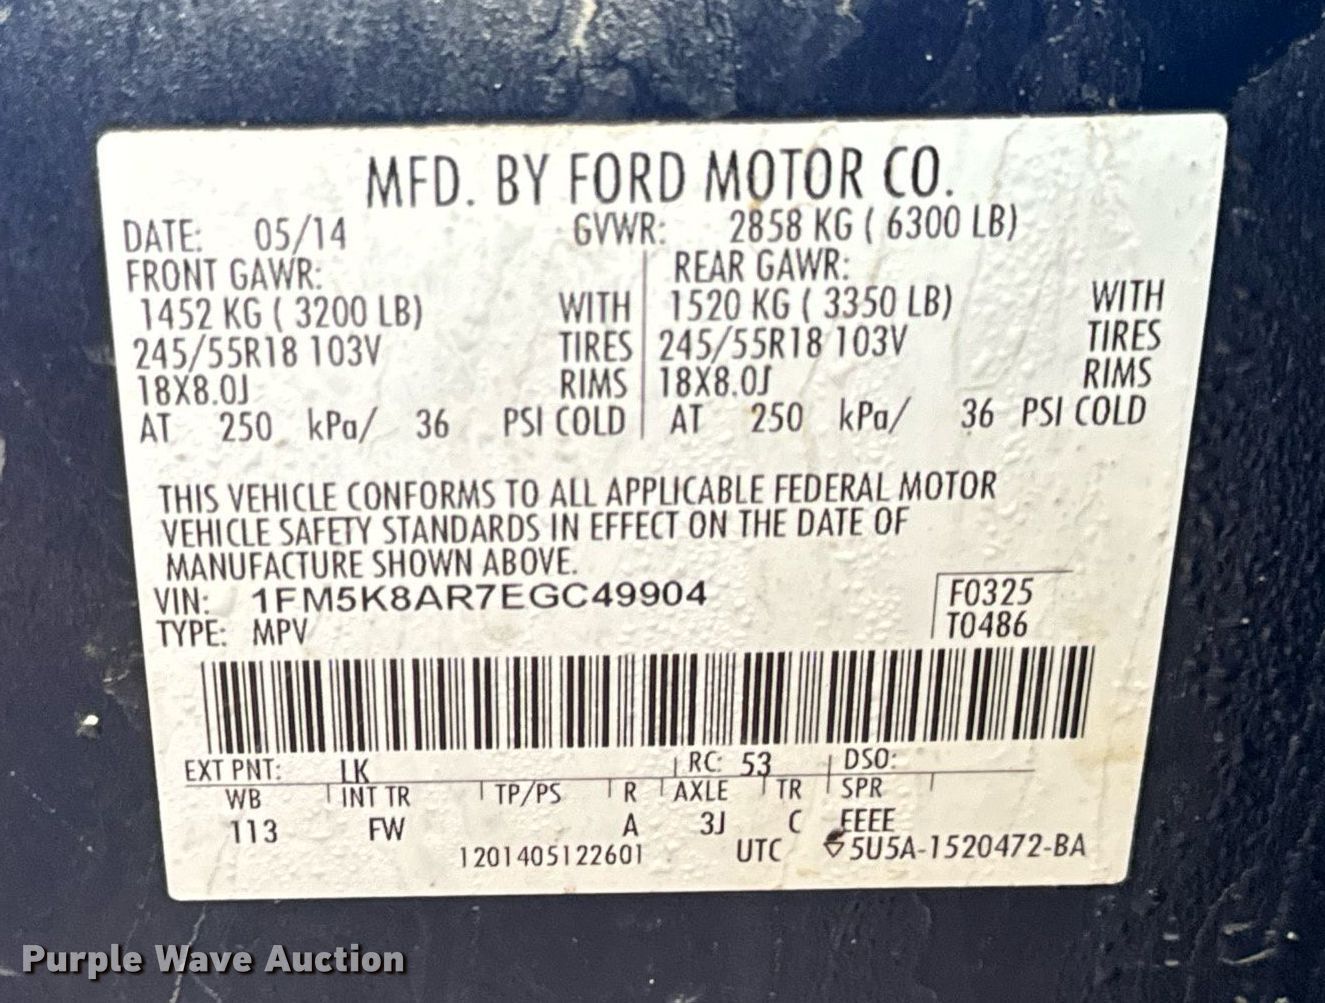 MFD. BY FORD MOTOR CO.
DATE: 05/14 GVWR: 2858 KG ( 6300 LB)
FRONT GAWR: REAR GAWR:
1452 KG ( 3200 LB) WITH 1520 KG ( 3350 LB) WITH
245/55R18 103V TIRES 245/55R18 103V TIRES
18X8.0J RIMS 18X8.0J RIMS
AT 250 kPa/ 36 PSI COLD AT 250 kPa/ 36 PSI COLD
THIS VEHICLE CONFORMS TO ALL APPLICABLE FEDERAL MOTOR
VEHICLE SAFETY STANDARDS IN EFFECT ON THE DATE OF
MANUFACTURE SHOWN ABOVE.
VIN: 1FM5K8AR7EGC49904 F0325
TYPE: MPV T0486
EXT PNT: LK RC: 53 DSO:
WB INT TR TP/PS R AXLE TR SPR
113 FW A 3J C EEEE
1201405122601 UTC 5U5A-1520472-BA
Purple Wave Auction